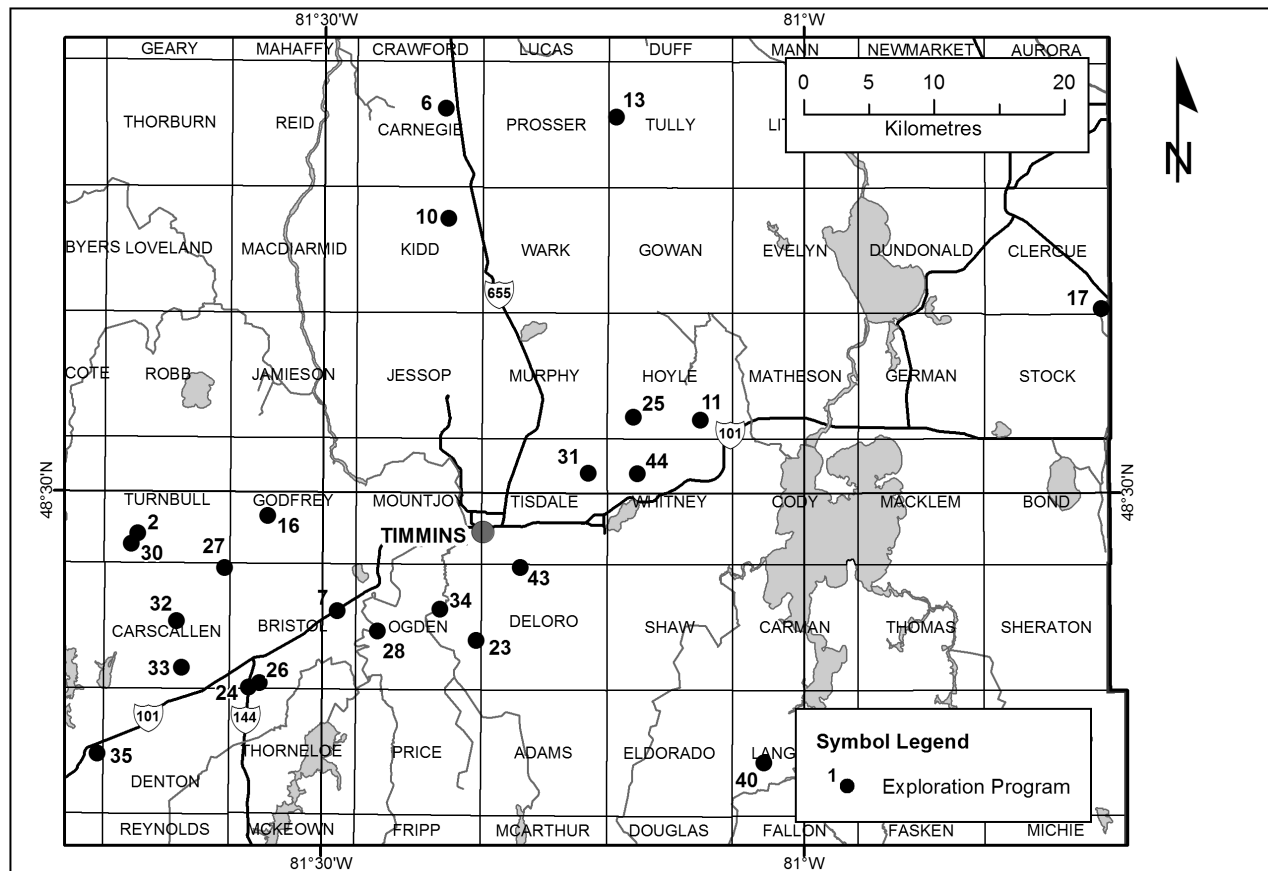 81°30'W 81°W
GEARY MAHAFFY CRAWFORD LUCAS DUFF MANN NEWMARKET AURORA
0 5 10 20
Kilometres
6 13
THORBURN REID CARNEGIE PROSSER TULLY
N
10
BYERS LOVELAND MACDIARMID KIDD WARK GOWAN EVELYN DUNDONALD CLERGUE
655 17
COTE ROBB JAMIESON JESSOP MURPHY HOYLE MATHESON GERMAN STOCK
25 11
101
31 44
48°30'N 48°30'N
TURNBULL GODFREY MOUNTJOY TISDALE WHITNEY CODY MACKLEM BOND
2 16
30 27 TIMMINS 43
32 7 34
CARSCALLEN BRISTOL OGDEN DELORO SHAW CARMAN THOMAS SHERATON
28 23
33 26
24
101 144
Symbol Legend
35 THORNELOE PRICE ADAMS ELDORADO LANG
40
DENTON
1 Exploration Program
REYNOLDS MCKEOWN FRIPP MCARTHUR DOUGLAS FALLON FASKEN MICHIE
81°30'W 81°W